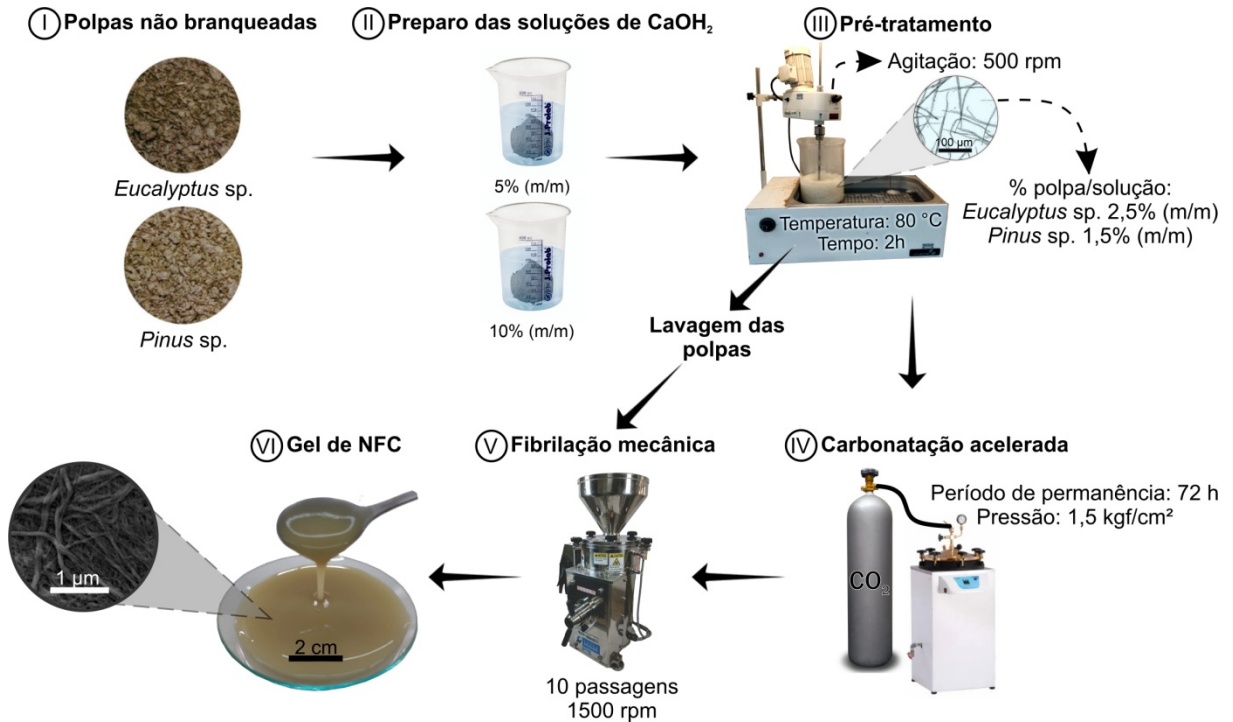 I Polpas não branqueadas
Eucalyptus sp.
Pinus sp.
II Preparo das soluções de CaOH₂
5% (m/m)
10% (m/m)
III Pré-tratamento
Agitação: 500 rpm
100 µm
% polpa/solução:
Eucalyptus sp. 2,5% (m/m)
Pinus sp. 1,5% (m/m)
Temperatura: 80 °C
Tempo: 2h
Lavagem das
polpas
IV Carbonatação acelerada
Período de permanência: 72 h
Pressão: 1,5 kgf/cm²
CO₂
V Fibrilação mecânica
10 passagens
1500 rpm
VI Gel de NFC
1 µm
2 cm